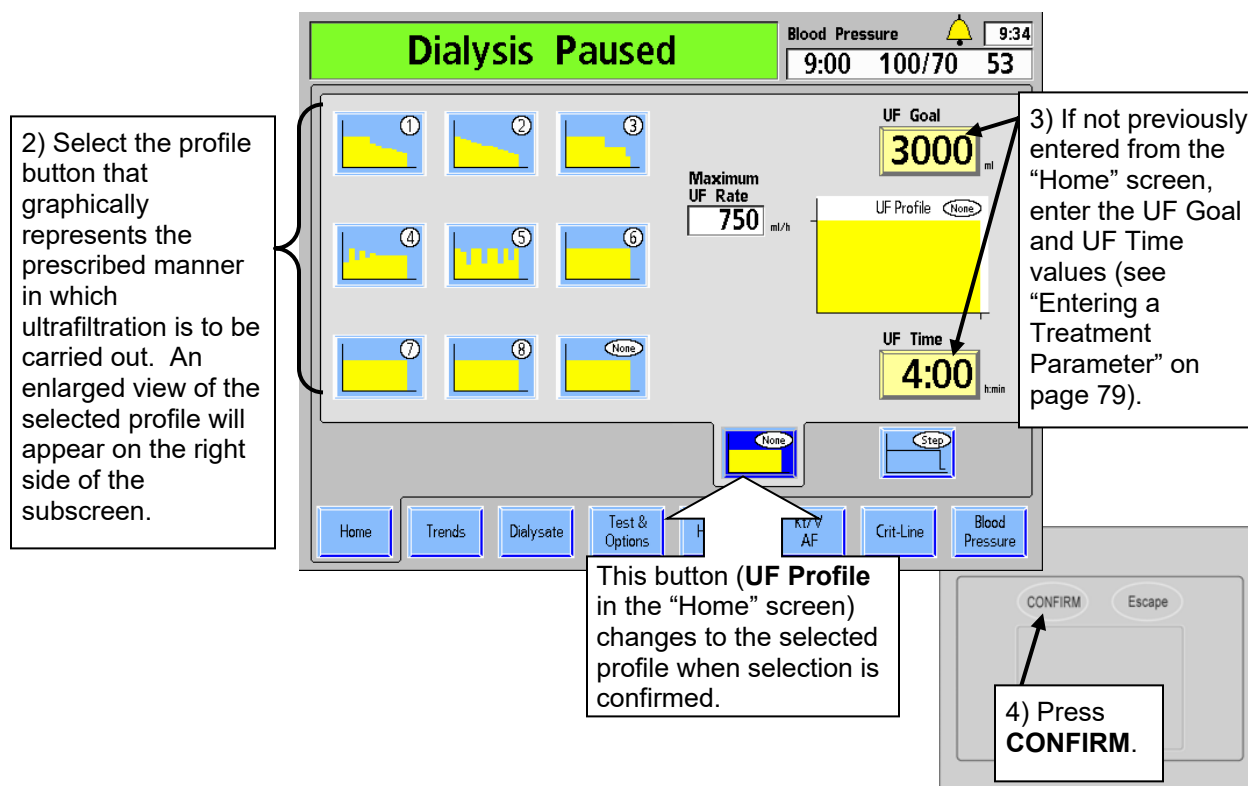 Dialysis Paused
Blood Pressure
9:34
9:00 100/70 53
2) Select the profile
button that
graphically
represents the
prescribed manner
in which
ultrafiltration is to be
carried out. An
enlarged view of the
selected profile will
appear on the right
side of the
subscreen.
1
2
3
4
5
6
7
8
None
Maximum
UF Rate
750 ml/h
UF Goal
3000 ml
UF Profile None
UF Time
4:00 h:min
3) If not previously
entered from the
“Home” screen,
enter the UF Goal
and UF Time
values (see
“Entering a
Treatment
Parameter” on
page 79).
None
Step
Home
Trends
Dialysate
Test &
Options
H
Kt/V
AF
Crit-Line
Blood
Pressure
This button (UF Profile
in the “Home” screen)
changes to the selected
profile when selection is
confirmed.
CONFIRM
Escape
4) Press
CONFIRM.